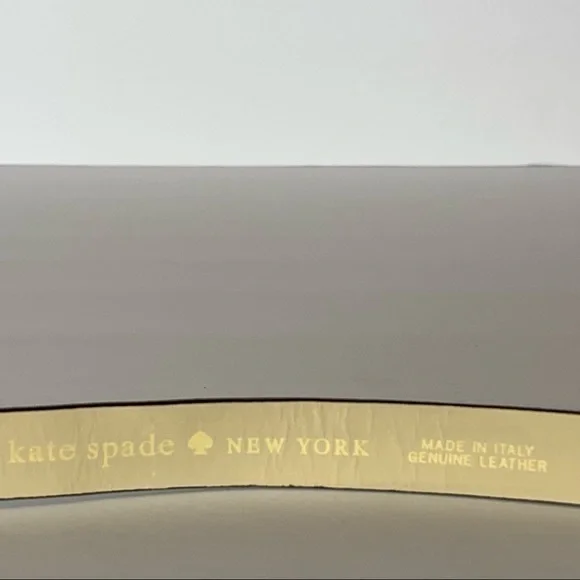 kate spade ♠ NEW YORK
MADE IN ITALY
GENUINE LEATHER